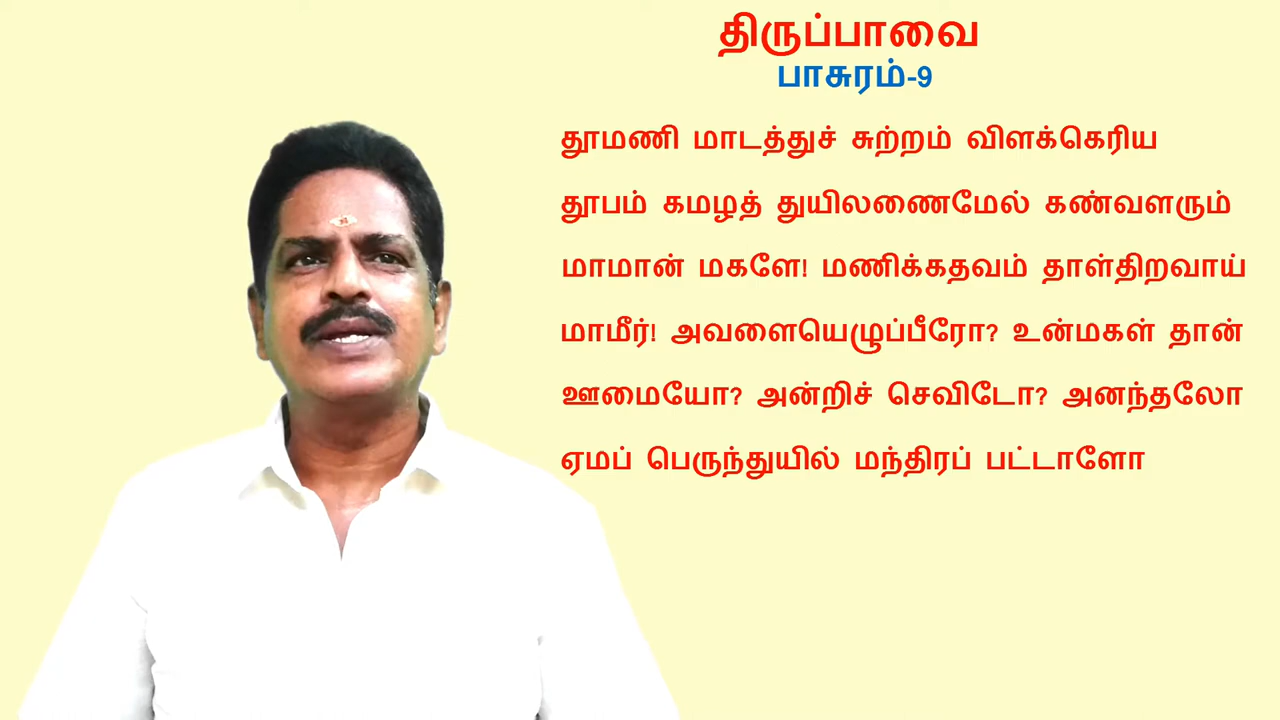 திருப்பாவை
பாசுரம்-9
தூமணி மாடத்துச் சுற்றம் விளக்கெரிய
தூபம் கமழத் துயிலணைமேல் கண்வளரும்
மாமான் மகளே! மணிக்கதவம் தாள்திறவாய்
மாமீர்! அவளையெழுப்பீரோ? உன்மகள் தான்
ஊமையோ? அன்றிச் செவிடோ? அனந்தலோ
ஏமப் பெருந்துயில் மந்திரப் பட்டாளோ